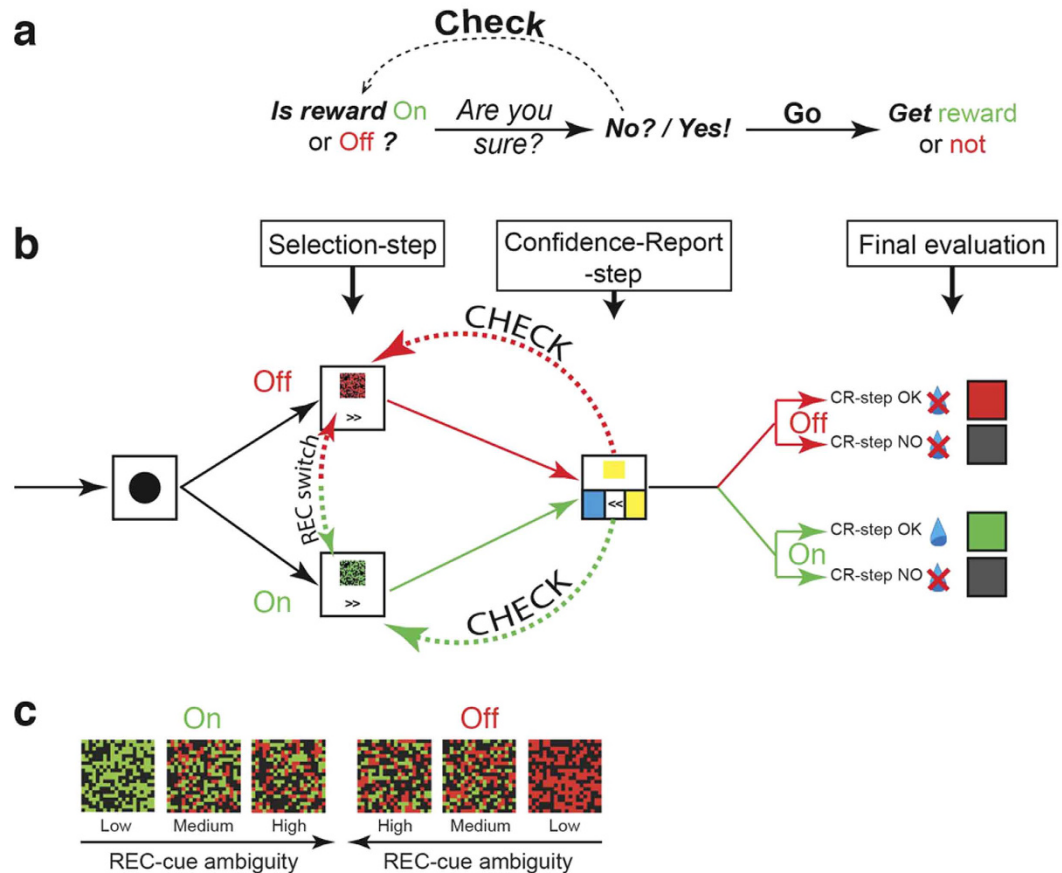 a
Check
Is reward On
or Off ?
Are you
sure?
No? / Yes!
Go
Get reward
or not
b
Selection-step
Confidence-Report
-step
Final evaluation
CHECK
Off
>>
REC switch
<<
On
>>
CHECK
CR-step OK
Off
CR-step NO
CR-step OK
On
CR-step NO
c
On
Off
Low
Medium
High
High
Medium
Low
REC-cue ambiguity
REC-cue ambiguity